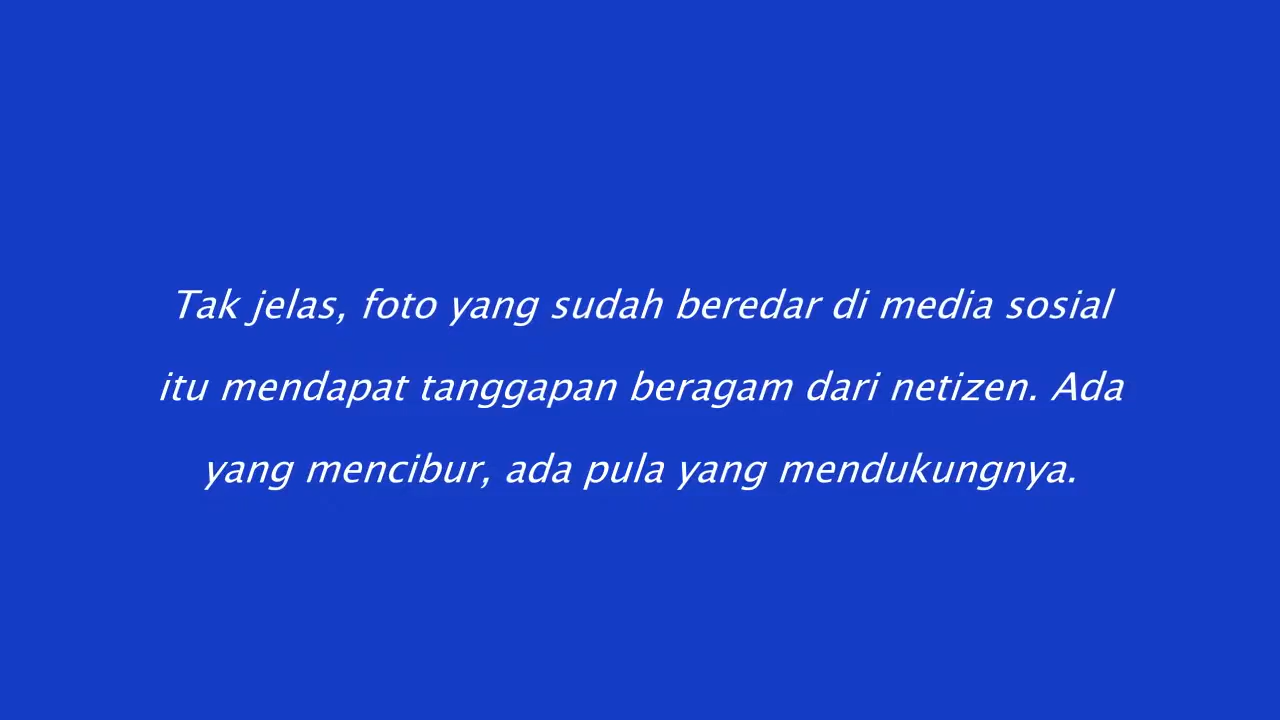 Tak jelas, foto yang sudah beredar di media sosial
itu mendapat tanggapan beragam dari netizen. Ada
yang mencibur, ada pula yang mendukungnya.